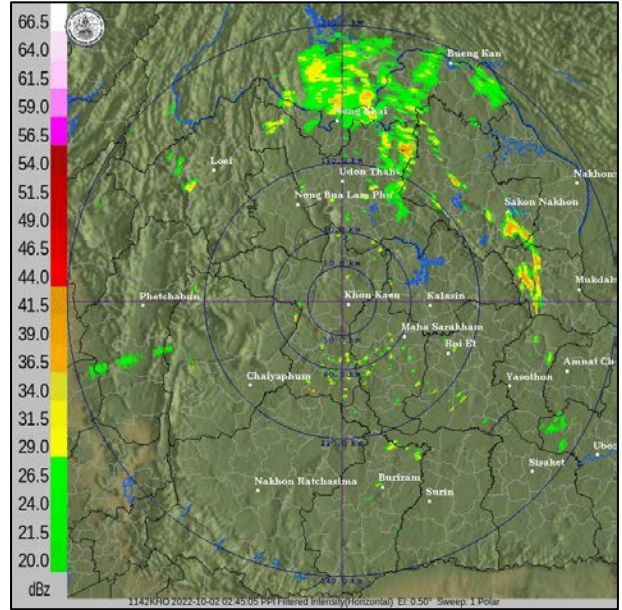 66.5
64.0
61.5
59.0
56.5
54.0
51.5
49.0
46.5
44.0
41.5
39.0
36.5
34.0
31.5
29.0
26.5
24.0
22.5
20.0
dBz
Bueng Kan
Nong Khai
Loei
Udon Thani
Nong Bua Lam Phu
Nakhon
Sakon Nakhon
Mukdah
Phetchabun
Khon Kaen
Kalasin
Maha Sarakham
Roi Et
Chaiyaphum
Yasothon
Amnat Ch
Ubon
Sisaket
Nakhon Ratchasima
Buriram
Surin
1142KHO 2022-10-02 02:45:05 PPI Filtered Intensity(Horizontal) El: 0.50° Sweep: 1 Polar